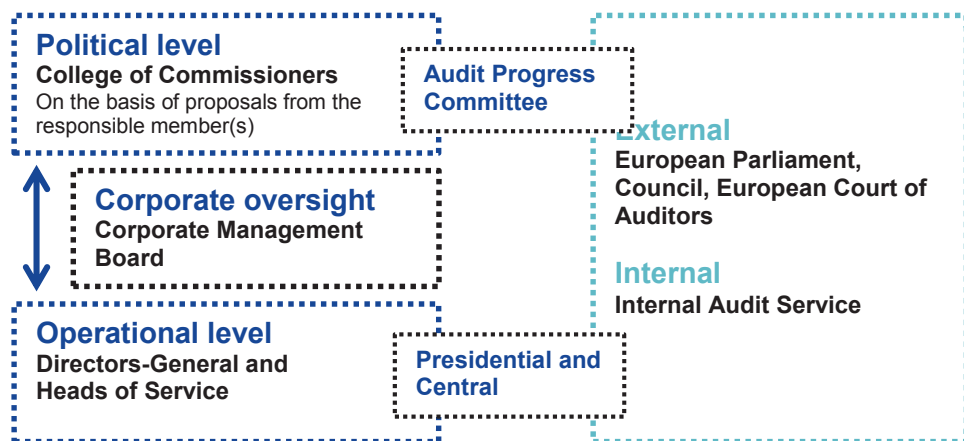 Political level
College of Commissioners
On the basis of proposals from the
responsible member(s)
Audit Progress
Committee
Corporate oversight
Corporate Management
Board
Operational level
Directors-General and
Heads of Service
Presidential and
Central
External
European Parliament,
Council, European Court of
Auditors
Internal
Internal Audit Service